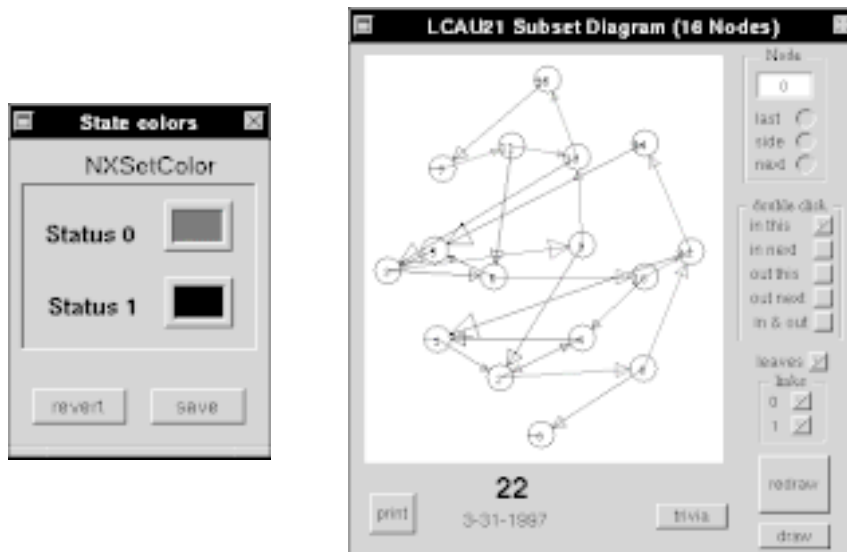 State colors
NXSetColor
Status 0
Status 1
revert
save
LCAU21 Subset Diagram (16 Nodes)
Node
0
last
side
next
double click
in this
in next
out this
out next
in & out
leaves
links
0
1
redraw
draw
22
print
3-31-1997
trivia